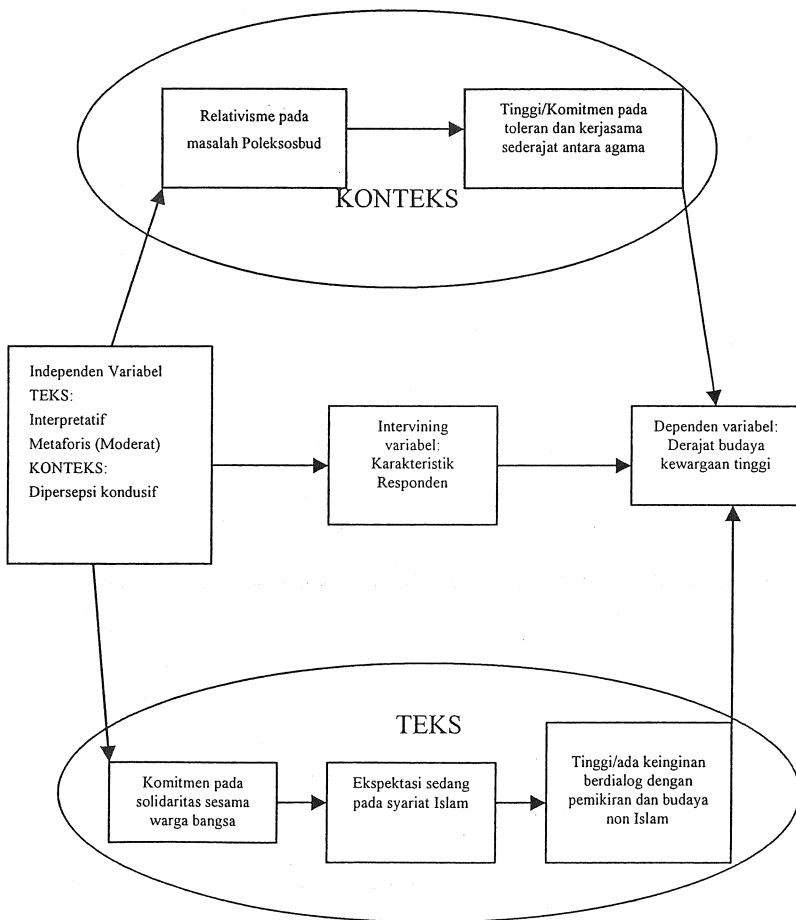 Relativisme pada
masalah Poleksosbud
Tinggi/Komitmen pada
toleran dan kerjasama
sederajat antara agama
KONTEKS
Independen Variabel
TEKS:
Interpretatif
Metaforis (Moderat)
KONTEKS:
Dipersepsi kondusif
Intervining
variabel:
Karakteristik
Responden
Dependen variabel:
Derajat budaya
kewargaan tinggi
TEKS
Komitmen pada
solidaritas sesama
warga bangsa
Ekspektasi sedang
pada syariat Islam
Tinggi/ada keinginan
berdialog dengan
pemikiran dan budaya
non Islam